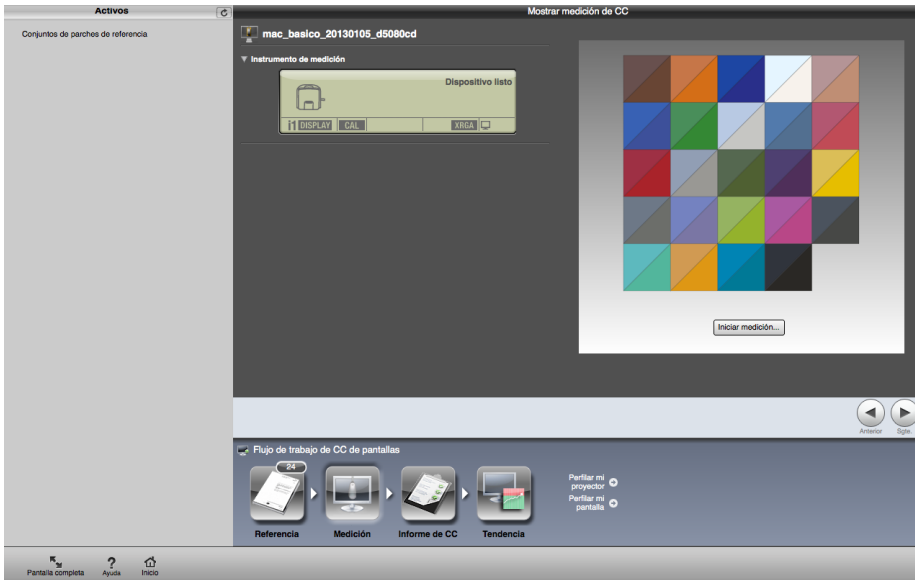 Activos
Mostrar medición de CC
Conjuntos de parches de referencia
mac_basico_20130105_d5080cd
Instrumento de medición
Dispositivo listo
i1 DISPLAY CAL XRGA
Iniciar medición...
Anterior Sgte.
Flujo de trabajo de CC de pantallas
24
Perfilar mi
proyector
Perfilar mi
pantalla
Referencia Medición Informe de CC Tendencia
?
Pantalla completa Ayuda Inicio